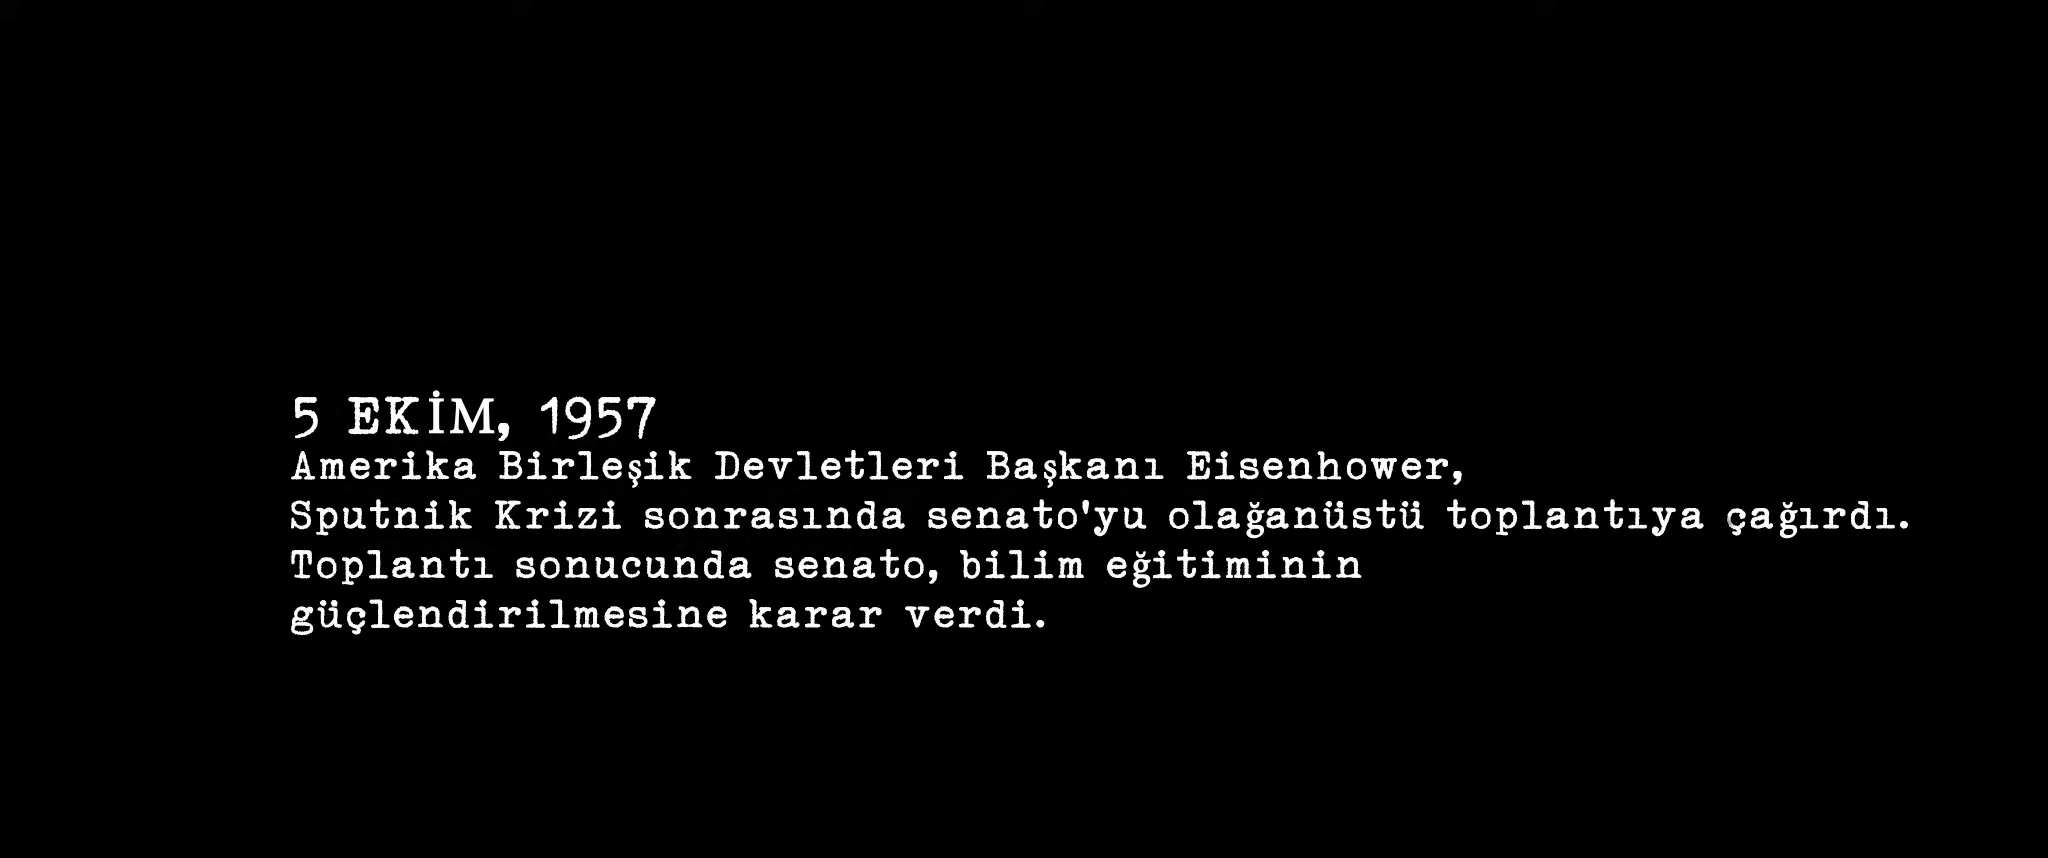 5 EKİM, 1957
Amerika Birleşik Devletleri Başkanı Eisenhower,
Sputnik Krizi sonrasında senato'yu olağanüstü toplantıya çağırdı.
Toplantı sonucunda senato, bilim eğitiminin
güçlendirilmesine karar verdi.